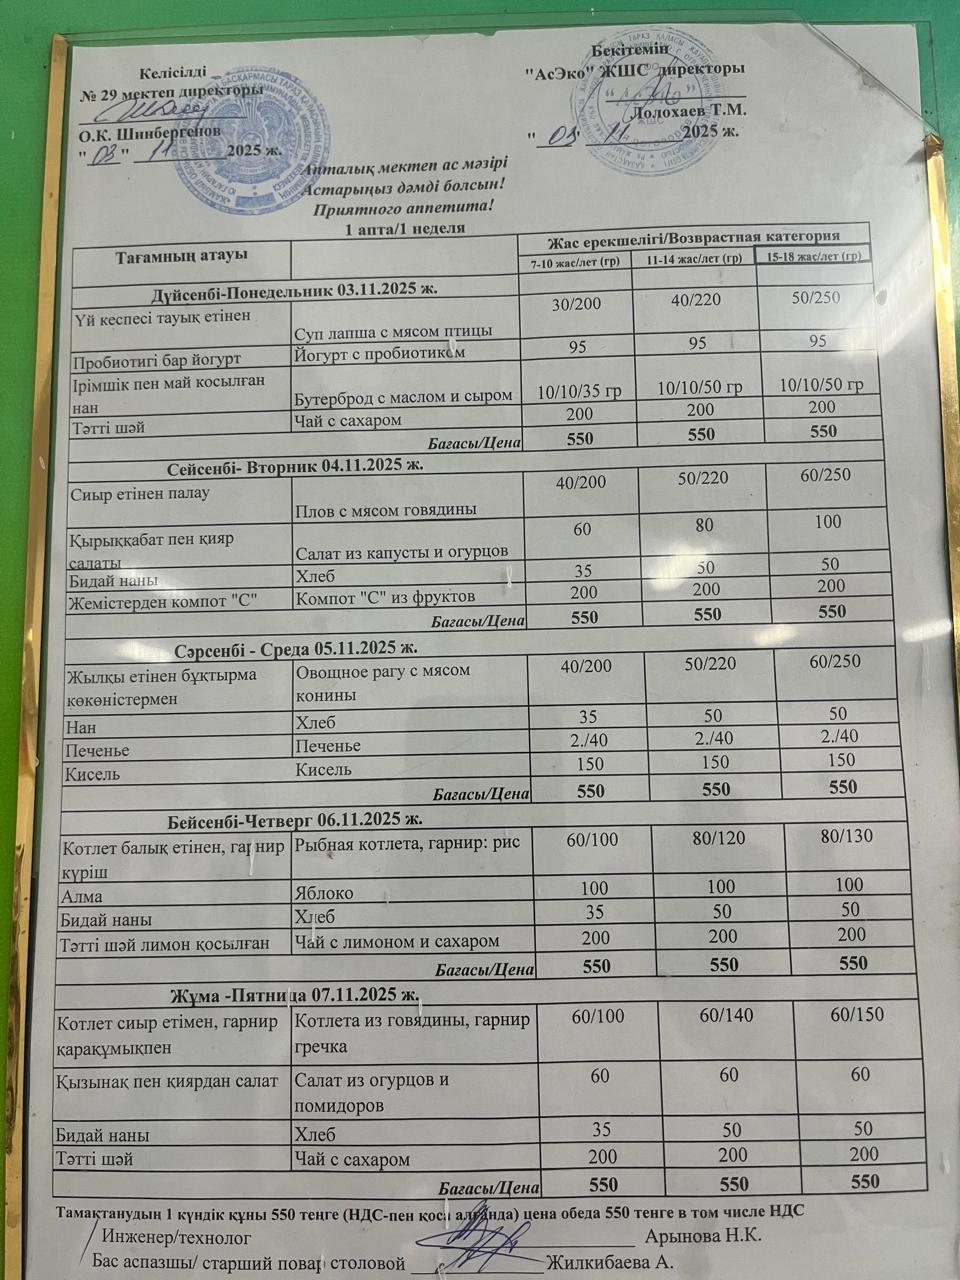 Келісілді
№ 29 мектеп директоры
О.К. Шинбергенов
"03" 11 2025 ж.
Бекітемін
"АсЭко" ЖШС директоры
Лолохаев Т.М.
"03" 11 2025 ж.
Апталық мектеп ас мәзірі
Астарыңыз дәмді болсын!
Приятного аппетита!
1 апта/1 неделя
Тағамның атауы
Жас ерекшелігі/Возврастная категория
7-10 жас/лет (гр) 11-14 жас/лет (гр) 15-18 жас/лет (гр)
Дүйсенбі-Понедельник 03.11.2025 ж.
Үй кеспесі тауық етінен Суп лапша с мясом птицы 30/200 40/220 50/250
Пробиотигі бар йогурт Йогурт с пробиотиком 95 95 95
Ірімшік пен май косылған
нан Бутерброд с маслом и сыром 10/10/35 гр 10/10/50 гр 10/10/50 гр
Тәтті шәй Чай с сахаром 200 200 200
Бағасы/Цена 550 550 550
Сейсенбі- Вторник 04.11.2025 ж.
Сиыр етінен палау Плов с мясом говядины 40/200 50/220 60/250
Қырыққабат пен қияр
салаты Салат из капусты и огурцов 60 80 100
Бидай наны Хлеб 35 50 50
Жемістерден компот "С" Компот "С" из фруктов 200 200 200
Бағасы/Цена 550 550 550
Сәрсенбі - Среда 05.11.2025 ж.
Жылқы етінен бұқтырма Овощное рагу с мясом 40/200 50/220 60/250
көкөністермен конины
Нан Хлеб 35 50 50
Печенье Печенье 2./40 2./40 2./40
Кисель Кисель 150 150 150
Бағасы/Цена 550 550 550
Бейсенбі-Четверг 06.11.2025 ж.
Котлет балық етінен, гарнир Рыбная котлета, гарнир: рис 60/100 80/120 80/130
күріш
Алма Яблоко 100 100 100
Бидай наны Хлеб 35 50 50
Тәтті шәй лимон қосылған Чай с лимоном и сахаром 200 200 200
Бағасы/Цена 550 550 550
Жұма -Пятница 07.11.2025 ж.
Котлет сиыр етімен, гарнир Котлета из говядины, гарнир 60/100 60/140 60/150
қарақұмықпен гречка
Қызынақ пен қиярдан салат Салат из огурцов и 60 60 60
помидоров
Бидай наны Хлеб 35 50 50
Тәтті шәй Чай с сахаром 200 200 200
Бағасы/Цена 550 550 550
Тамақтанудың 1 күндік құны 550 теңге (НДС-пен қоса алғанда) цена обеда 550 тенге в том числе НДС
Инженер/технолог Арынова Н.К.
Бас аспазшы/ старший повар столовой Жилкибаева А.